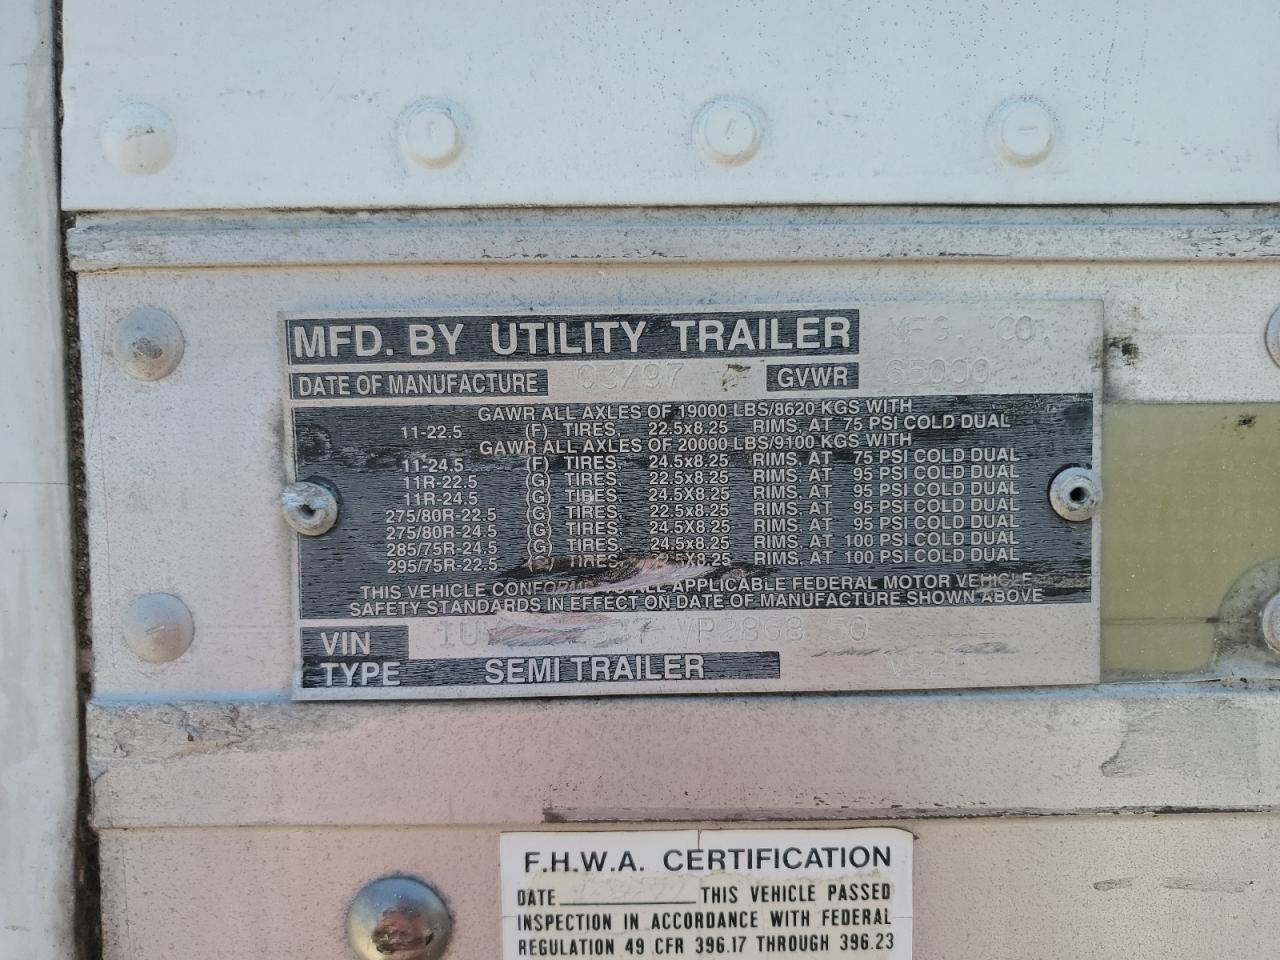 MFD. BY UTILITY TRAILER MFG. CO.
DATE OF MANUFACTURE 03/97 GVWR 65000
GAWR ALL AXLES OF 19000 LBS/8620 KGS WITH
11-22.5 (F) TIRES, 22.5x8.25 RIMS, AT 75 PSI COLD DUAL
GAWR ALL AXLES OF 20000 LBS/9100 KGS WITH
11-24.5 (F) TIRES, 24.5x8.25 RIMS, AT 75 PSI COLD DUAL
11R-22.5 (G) TIRES, 22.5x8.25 RIMS, AT 95 PSI COLD DUAL
11R-24.5 (G) TIRES, 24.5X8.25 RIMS, AT 95 PSI COLD DUAL
275/80R-22.5 (G) TIRES, 22.5x8.25 RIMS, AT 95 PSI COLD DUAL
275/80R-24.5 (G) TIRES, 24.5X8.25 RIMS, AT 95 PSI COLD DUAL
285/75R-24.5 (G) TIRES, 24.5x8.25 RIMS, AT 100 PSI COLD DUAL
295/75R-22.5 TIRES RIMS, AT 100 PSI COLD DUAL
THIS VEHICLE CONFORMS TO ALL APPLICABLE FEDERAL MOTOR VEHICLE
SAFETY STANDARDS IN EFFECT ON DATE OF MANUFACTURE SHOWN ABOVE
VIN
TYPE SEMI TRAILER
F.H.W.A. CERTIFICATION
DATE THIS VEHICLE PASSED
INSPECTION IN ACCORDANCE WITH FEDERAL
REGULATION 49 CFR 396.17 THROUGH 396.23